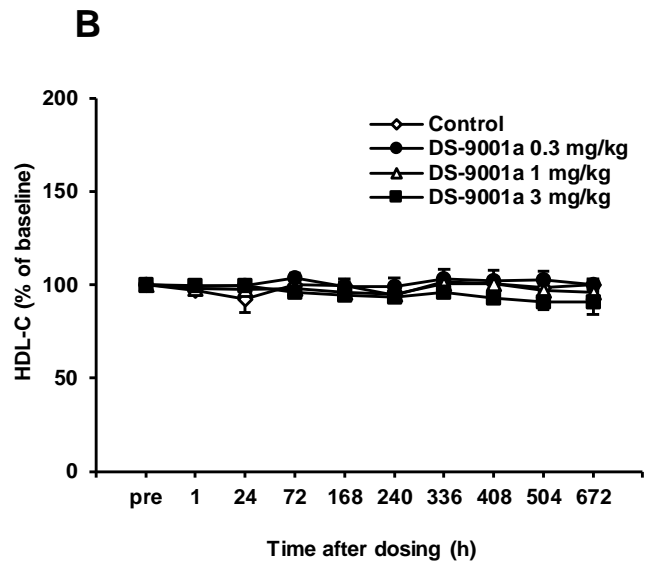 B
200
150
100
50
0
HDL-C (% of baseline)
Control
DS-9001a 0.3 mg/kg
DS-9001a 1 mg/kg
DS-9001a 3 mg/kg
pre 1 24 72 168 240 336 408 504 672
Time after dosing (h)